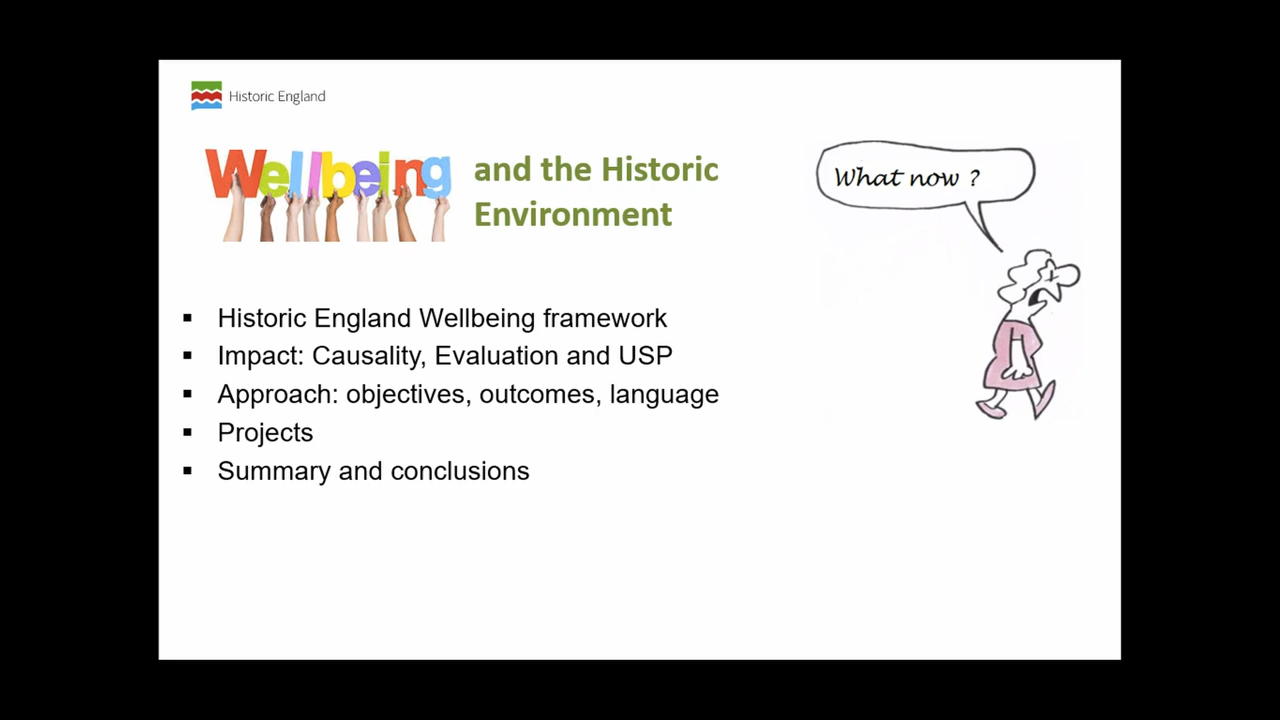 Historic England
Wellbeing and the Historic
Environment
What now ?
▪ Historic England Wellbeing framework
▪ Impact: Causality, Evaluation and USP
▪ Approach: objectives, outcomes, language
▪ Projects
▪ Summary and conclusions